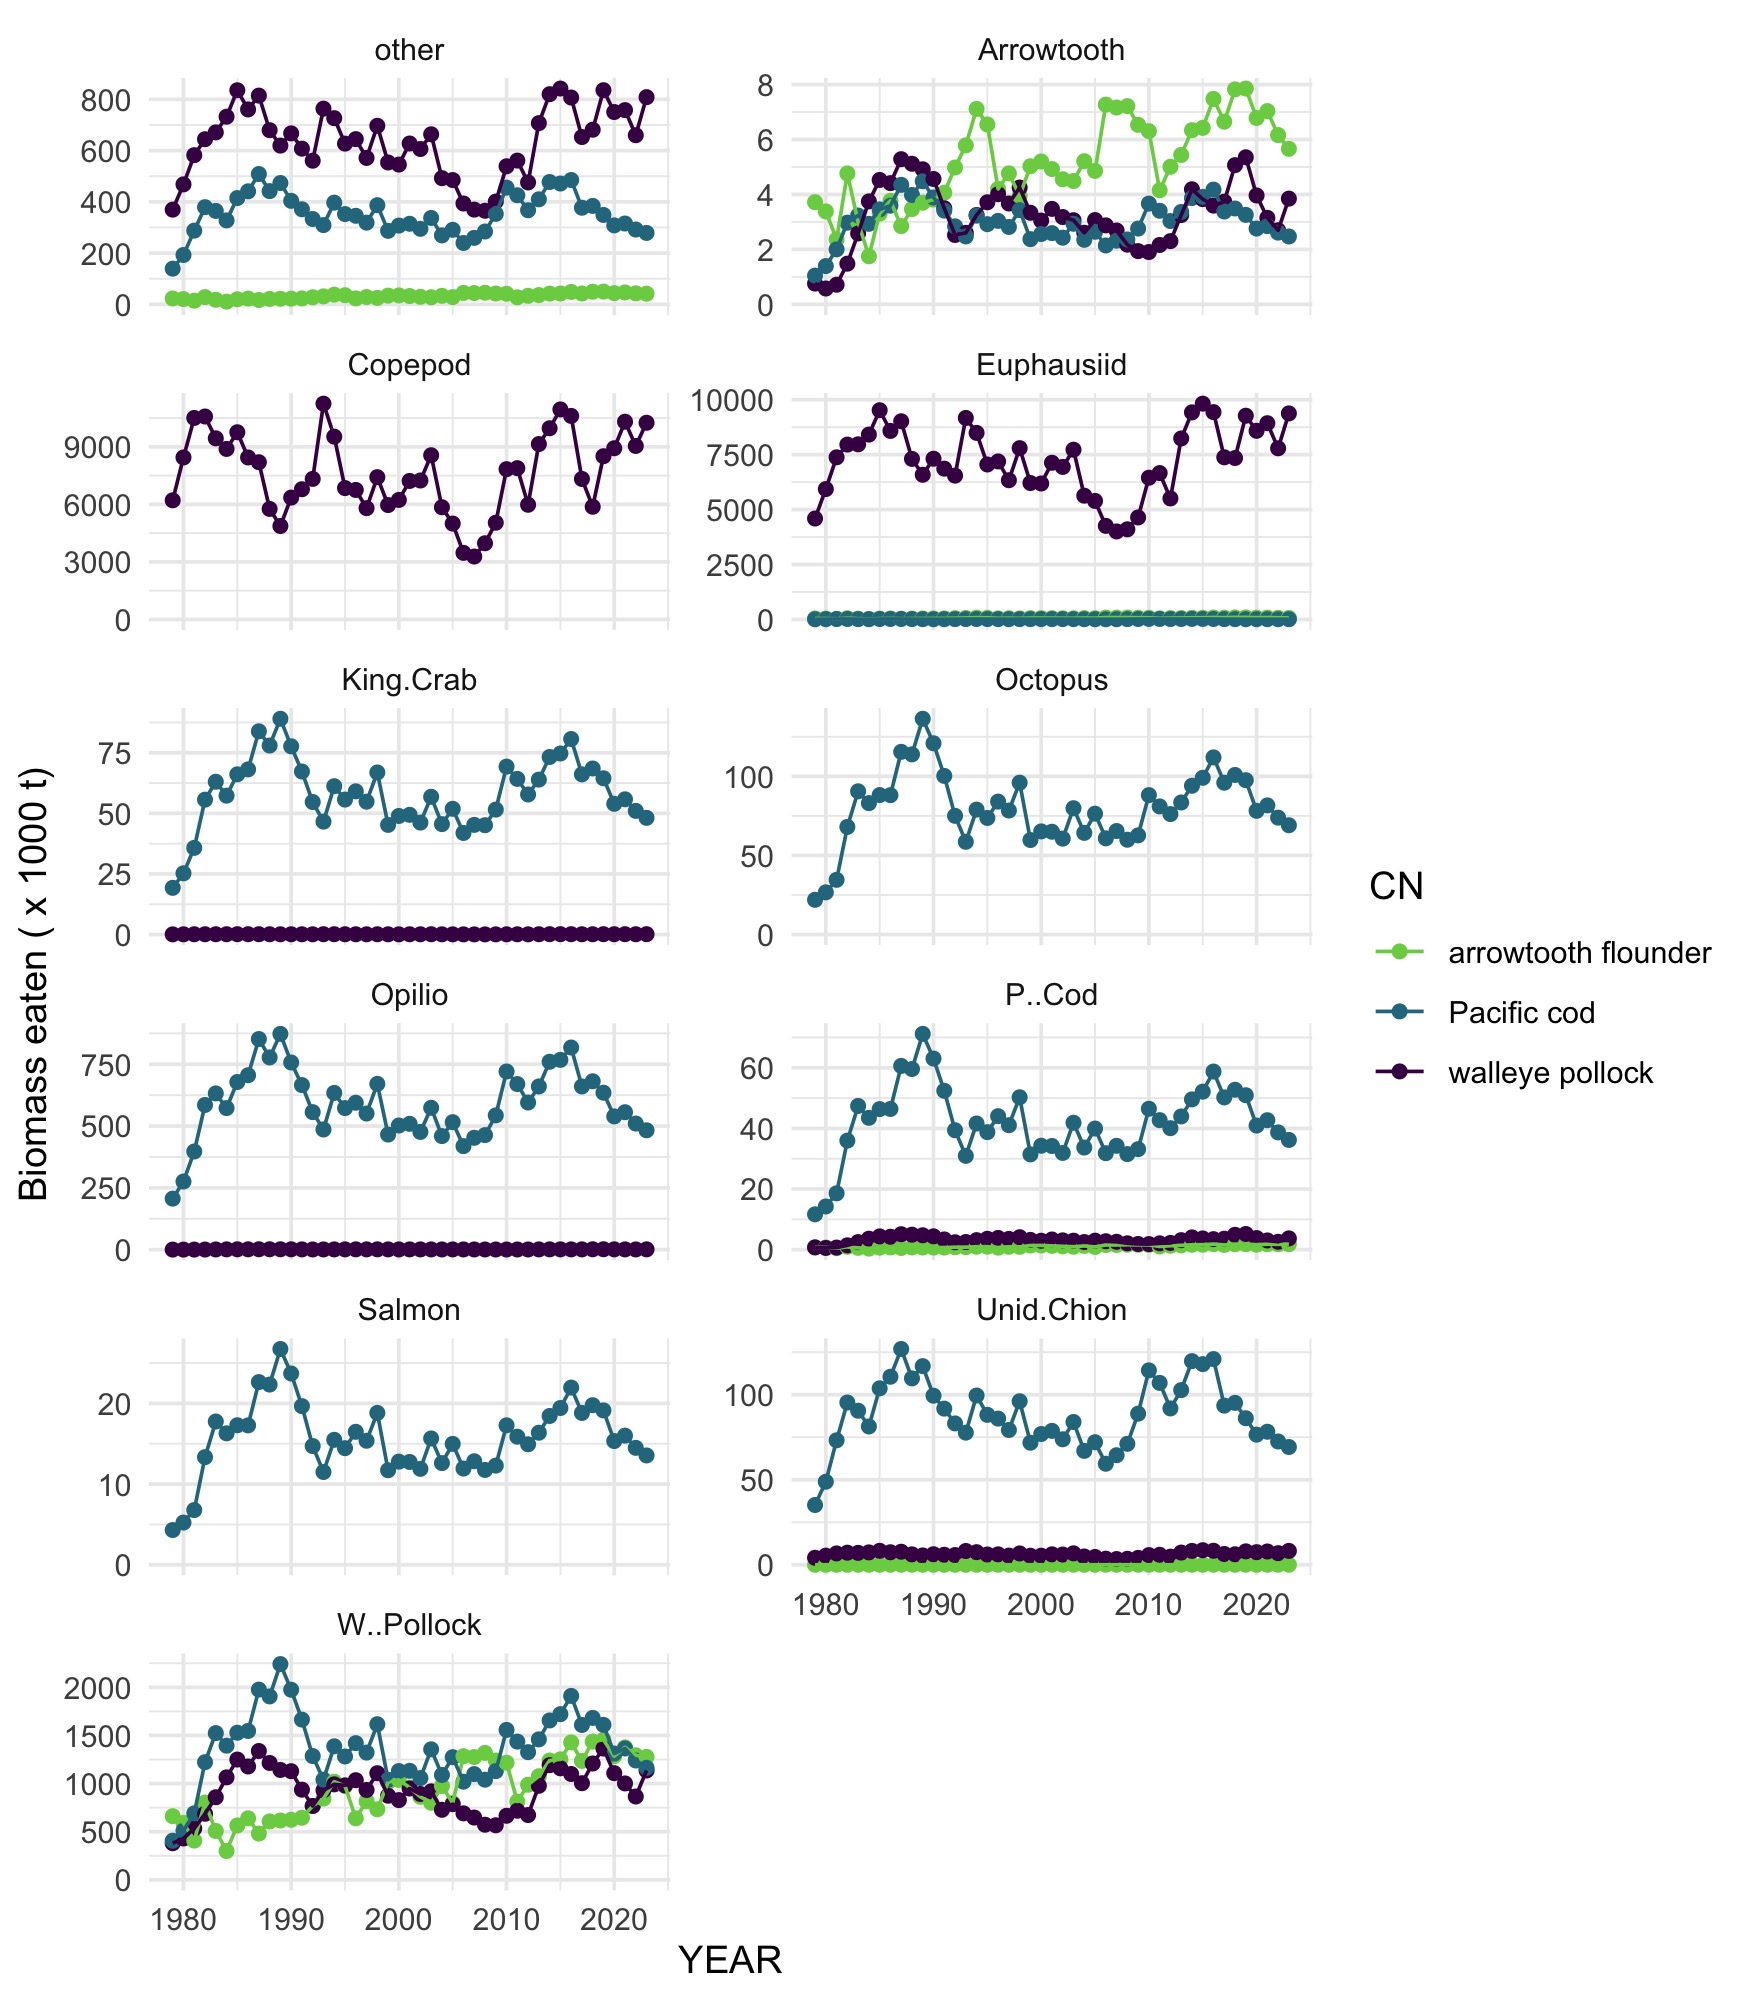 other
Arrowtooth
800
600
400
200
0
8
6
4
2
0
Copepod
Euphausiid
9000
6000
3000
0
10000
7500
5000
2500
0
King.Crab
Octopus
75
50
25
0
100
50
0
Opilio
P..Cod
750
500
250
0
60
40
20
0
Salmon
Unid.Chion
20
10
0
100
50
0
1980 1990 2000 2010 2020
W..Pollock
2000
1500
1000
500
0
1980 1990 2000 2010 2020
YEAR
Biomass eaten ( x 1000 t)
CN
arrowtooth flounder
Pacific cod
walleye pollock